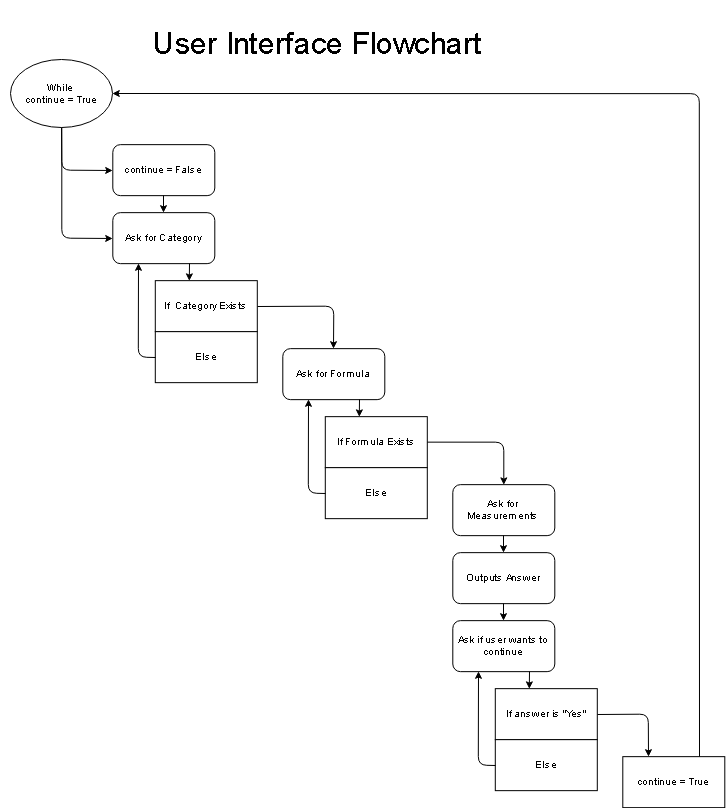 User Interface Flowchart
While
continue = True
continue = False
Ask for Category
If Category Exists
Else
Ask for Formula
If Formula Exists
Else
Ask for
Measurements
Outputs Answer
Ask if user wants to
continue
If answer is "Yes"
Else
continue = True